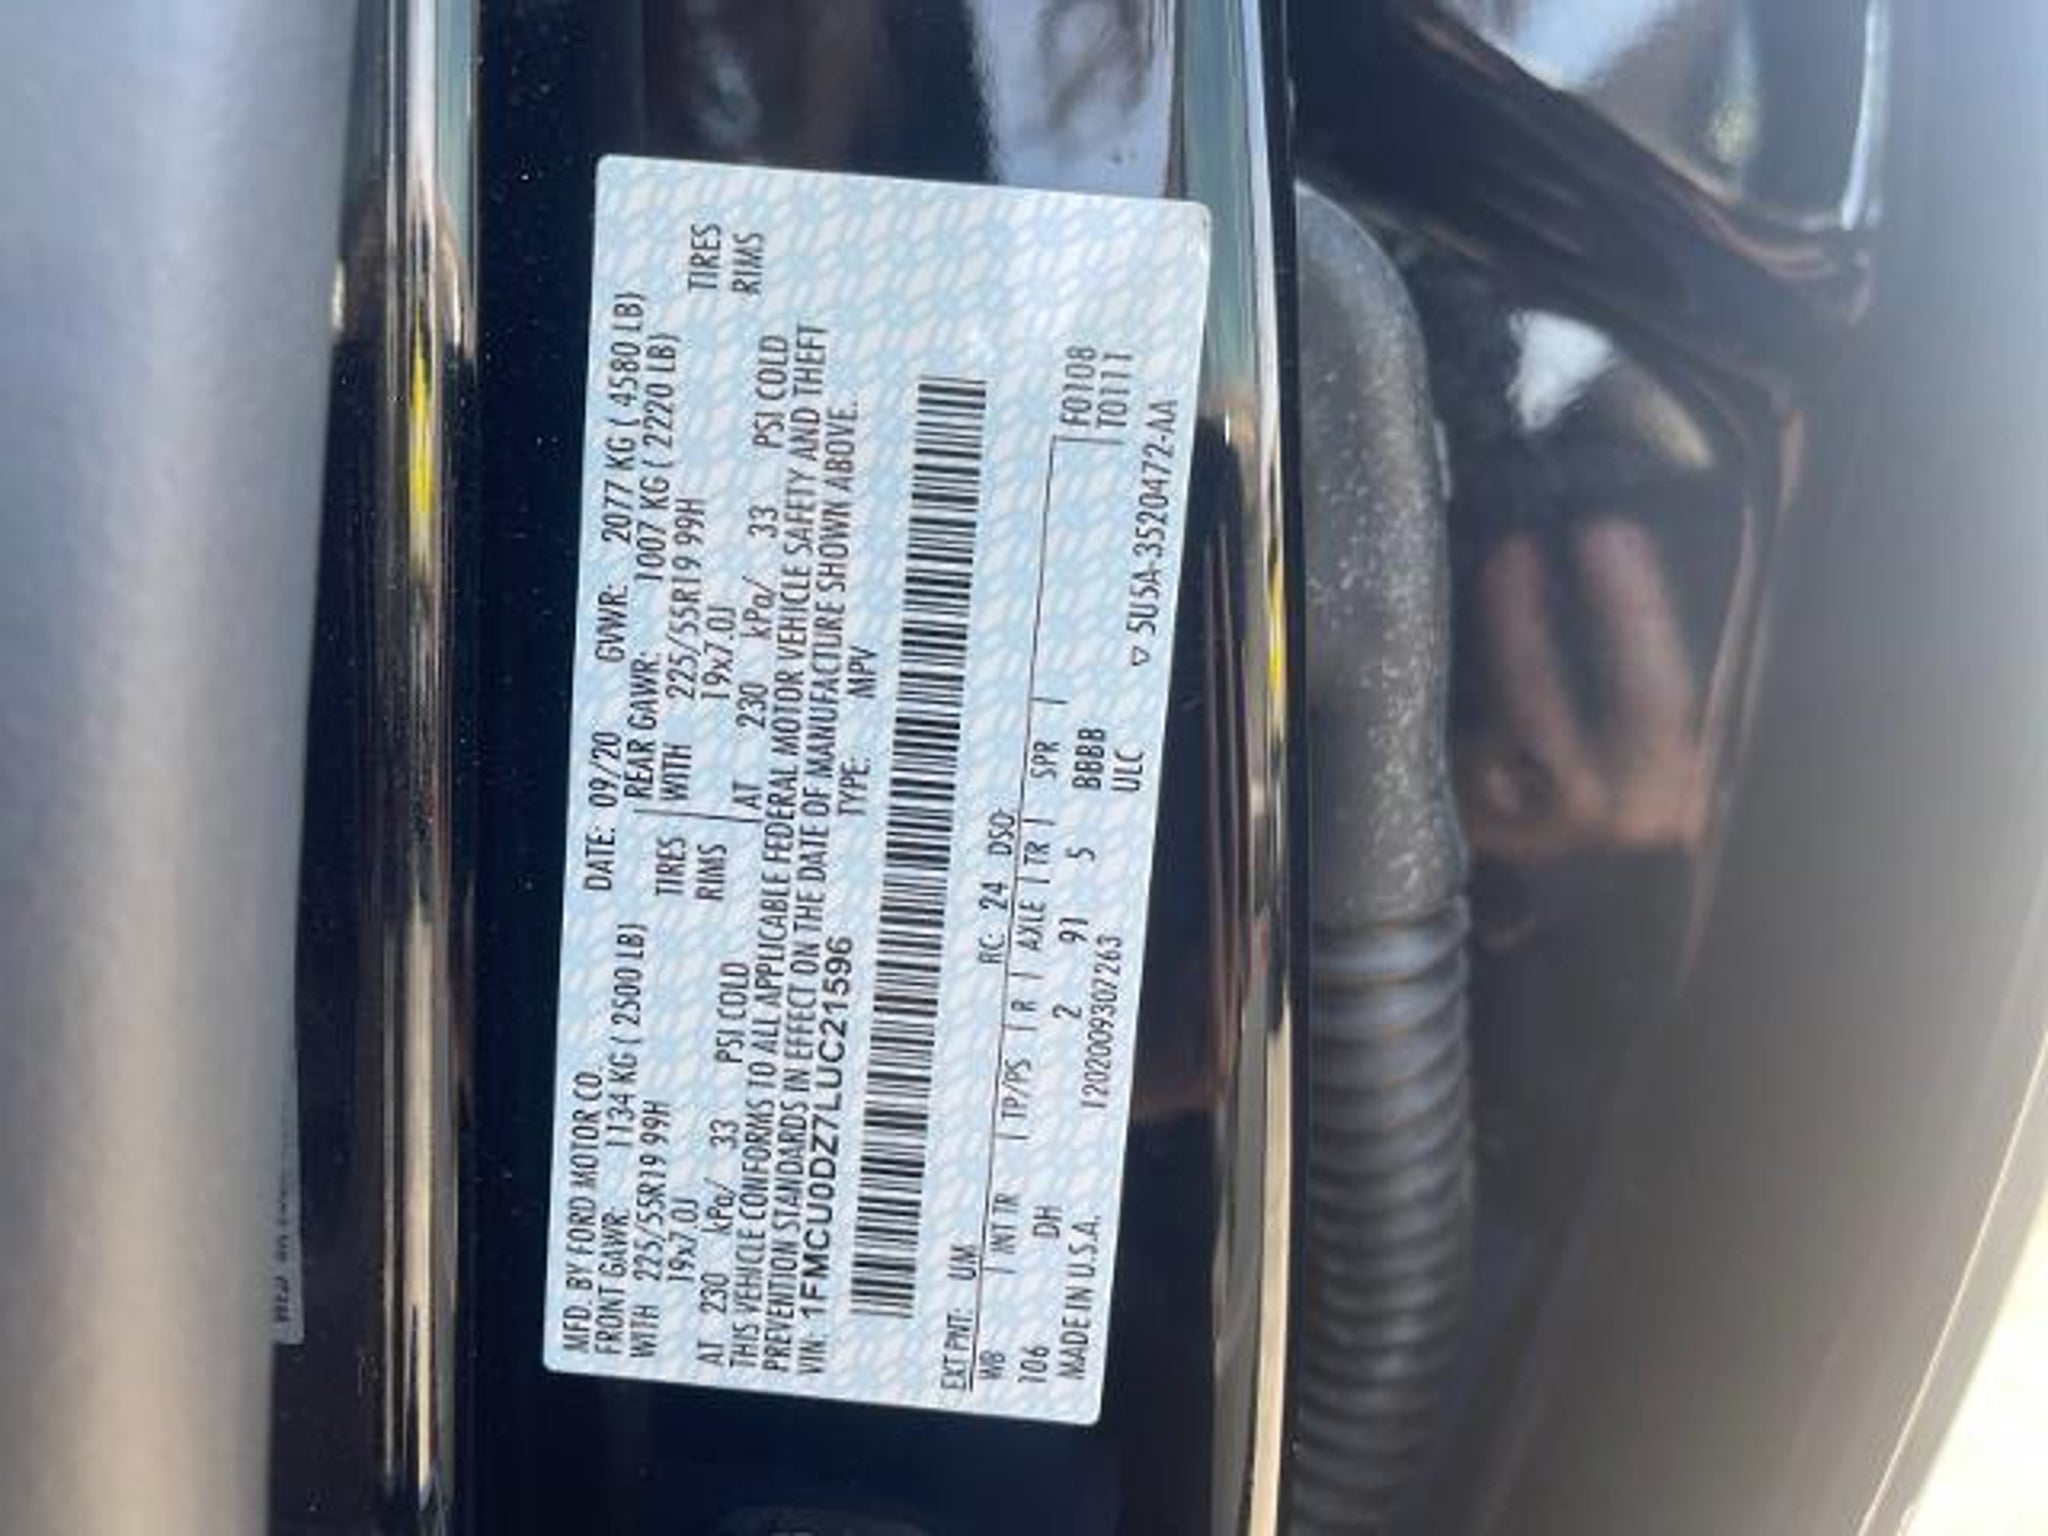 MFD. BY FORD MOTOR CO. DATE: 09/20 GVWR: 2077 KG ( 4580 LB)
FRONT GAWR: 1134 KG ( 2500 LB) REAR GAWR: 1007 KG ( 2220 LB)
WITH 225/55R19 99H TIRES WITH 225/55R19 99H TIRES
19x7.0J RIMS 19x7.0J RIMS
AT 230 kPa/ 33 PSI COLD AT 230 kPa/ 33 PSI COLD
THIS VEHICLE CONFORMS TO ALL APPLICABLE FEDERAL MOTOR VEHICLE SAFETY AND THEFT
PREVENTION STANDARDS IN EFFECT ON THE DATE OF MANUFACTURE SHOWN ABOVE.
VIN: 1FMCU0DZ7LUC21596 TYPE: MPV
EXT PNT: UM RC: 24 DSO:
WB INT TR TP/PS R AXLE TR SPR F0108
106 DH 2 91 5 BBBB T0111
ULC
MADE IN U.S.A. 1202009307263 ▽ 5U5A-3520472-AA